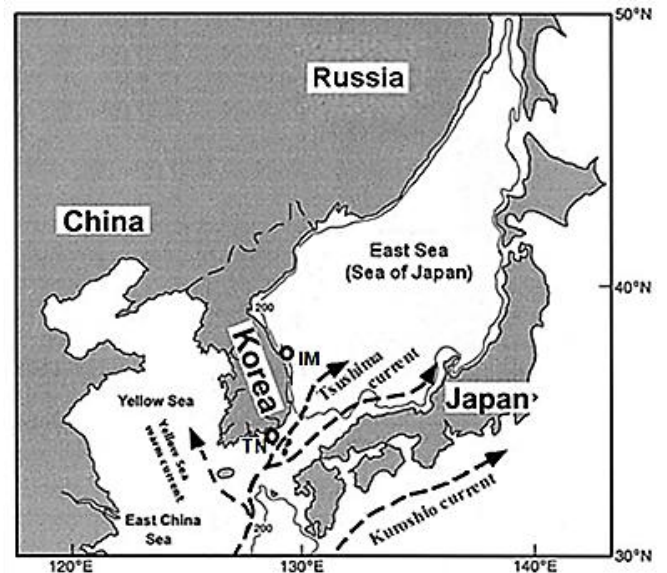 50°N
Russia
China
East Sea
(Sea of Japan)
40°N
200
IM
Korea
Tsushima
current
Japan
Yellow Sea
TN
Yellow Sea
warm current
Kuroshio current
East China
Sea
200
30°N
120°E
130°E
140°E